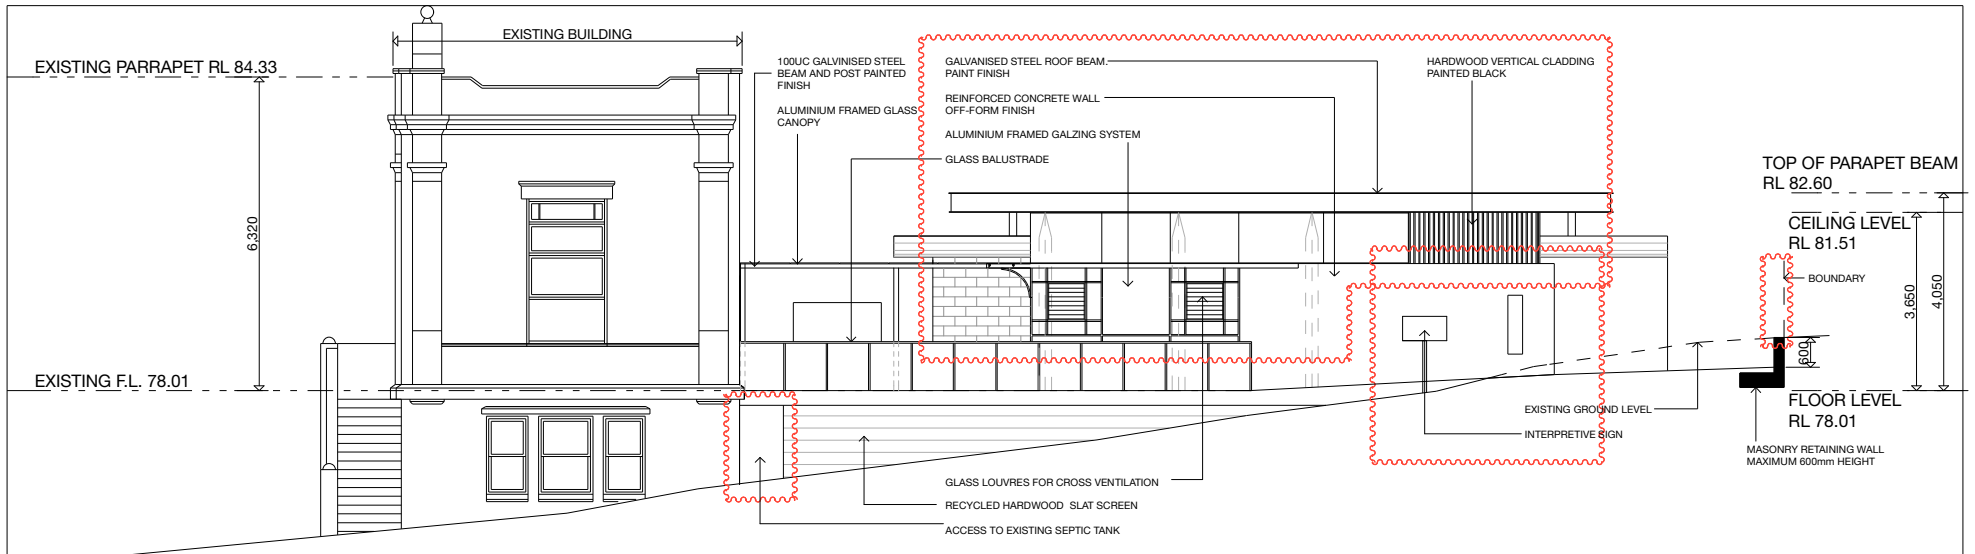 EXISTING BUILDING
EXISTING PARRAPET RL 84.33
6,320
EXISTING F.L. 78.01
100UC GALVINISED STEEL
BEAM AND POST PAINTED
FINISH
ALUMINIUM FRAMED GLASS
CANOPY
GALVANISED STEEL ROOF BEAM.
PAINT FINISH
REINFORCED CONCRETE WALL
OFF-FORM FINISH
ALUMINIUM FRAMED GALZING SYSTEM
GLASS BALUSTRADE
HARDWOOD VERTICAL CLADDING
PAINTED BLACK
TOP OF PARAPET BEAM
RL 82.60
CEILING LEVEL
RL 81.51
BOUNDARY
3,650
4,050
600
FLOOR LEVEL
RL 78.01
EXISTING GROUND LEVEL
INTERPRETIVE SIGN
MASONRY RETAINING WALL
MAXIMUM 600mm HEIGHT
GLASS LOUVRES FOR CROSS VENTILATION
RECYCLED HARDWOOD SLAT SCREEN
ACCESS TO EXISTING SEPTIC TANK